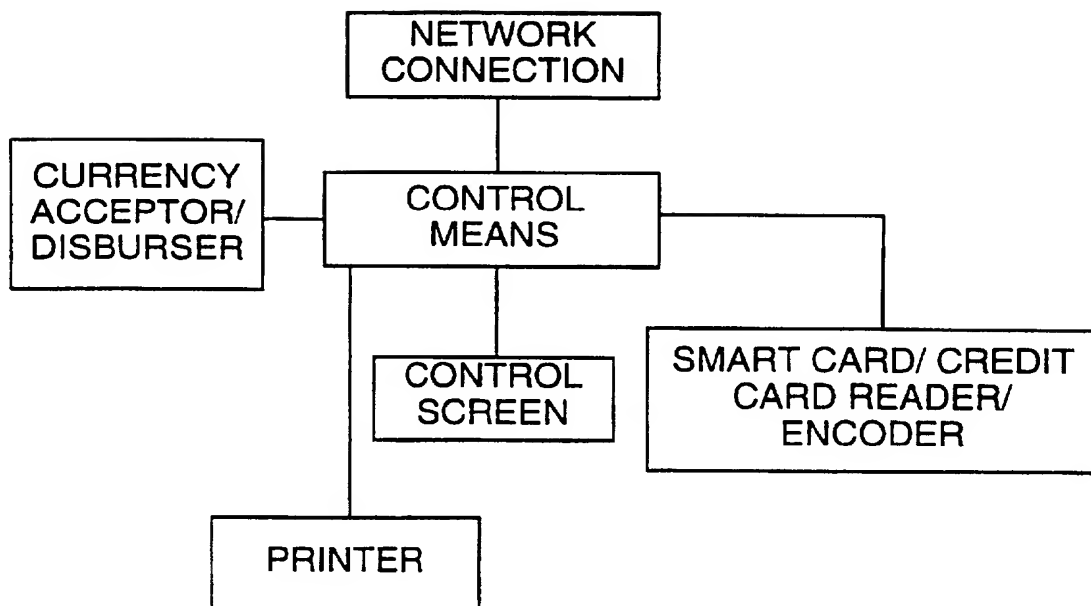 NETWORK
CONNECTION
CURRENCY
ACCEPTOR/
DISBURSER
CONTROL
MEANS
CONTROL
SCREEN
SMART CARD/ CREDIT
CARD READER/
ENCODER
PRINTER